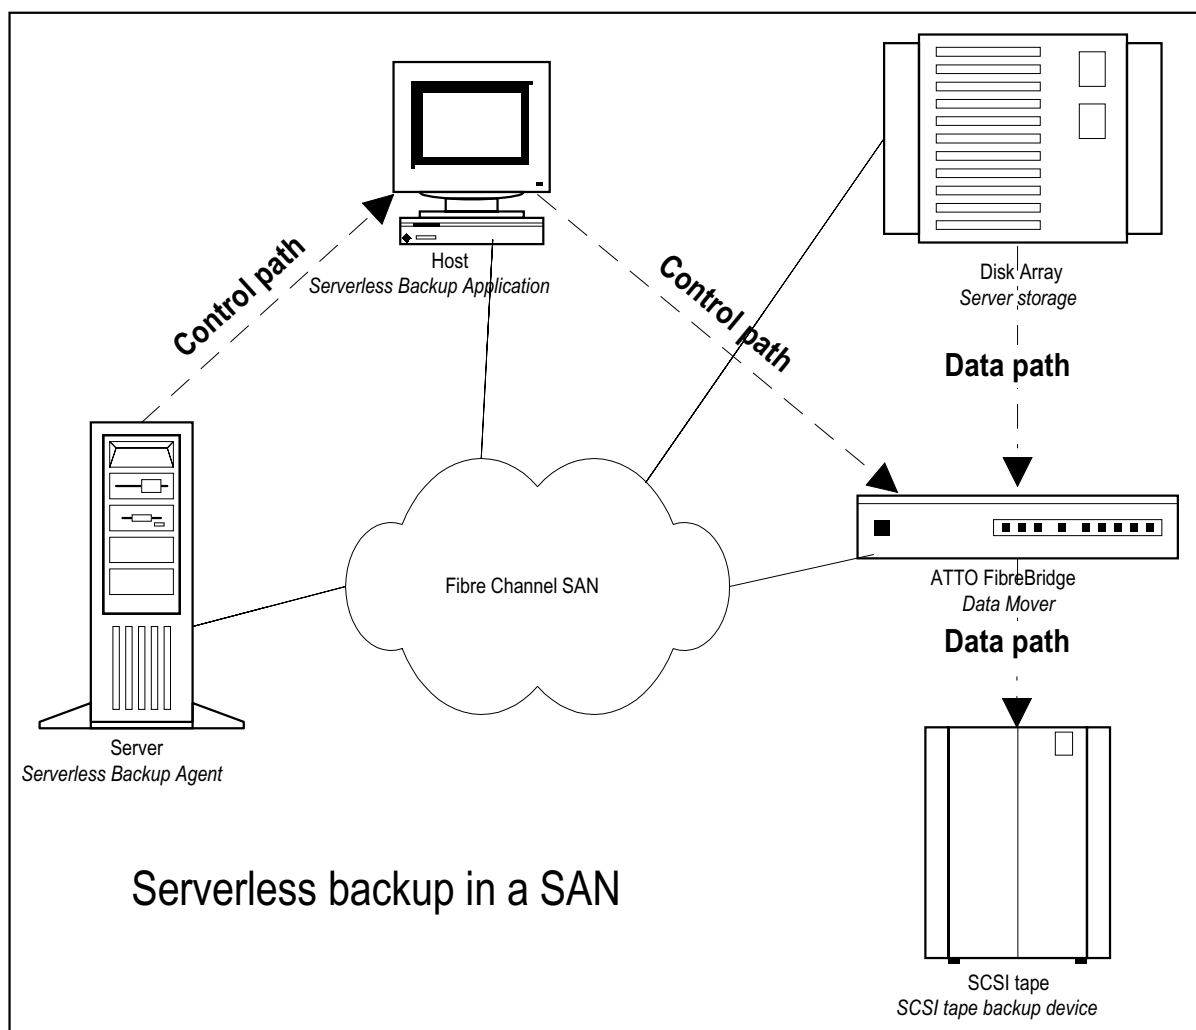 Control path
Host
Serverless Backup Application
Control path
Disk Array
Server storage
Data path
Fibre Channel SAN
ATTO FibreBridge
Data Mover
Data path
Server
Serverless Backup Agent
Serverless backup in a SAN
SCSI tape
SCSI tape backup device